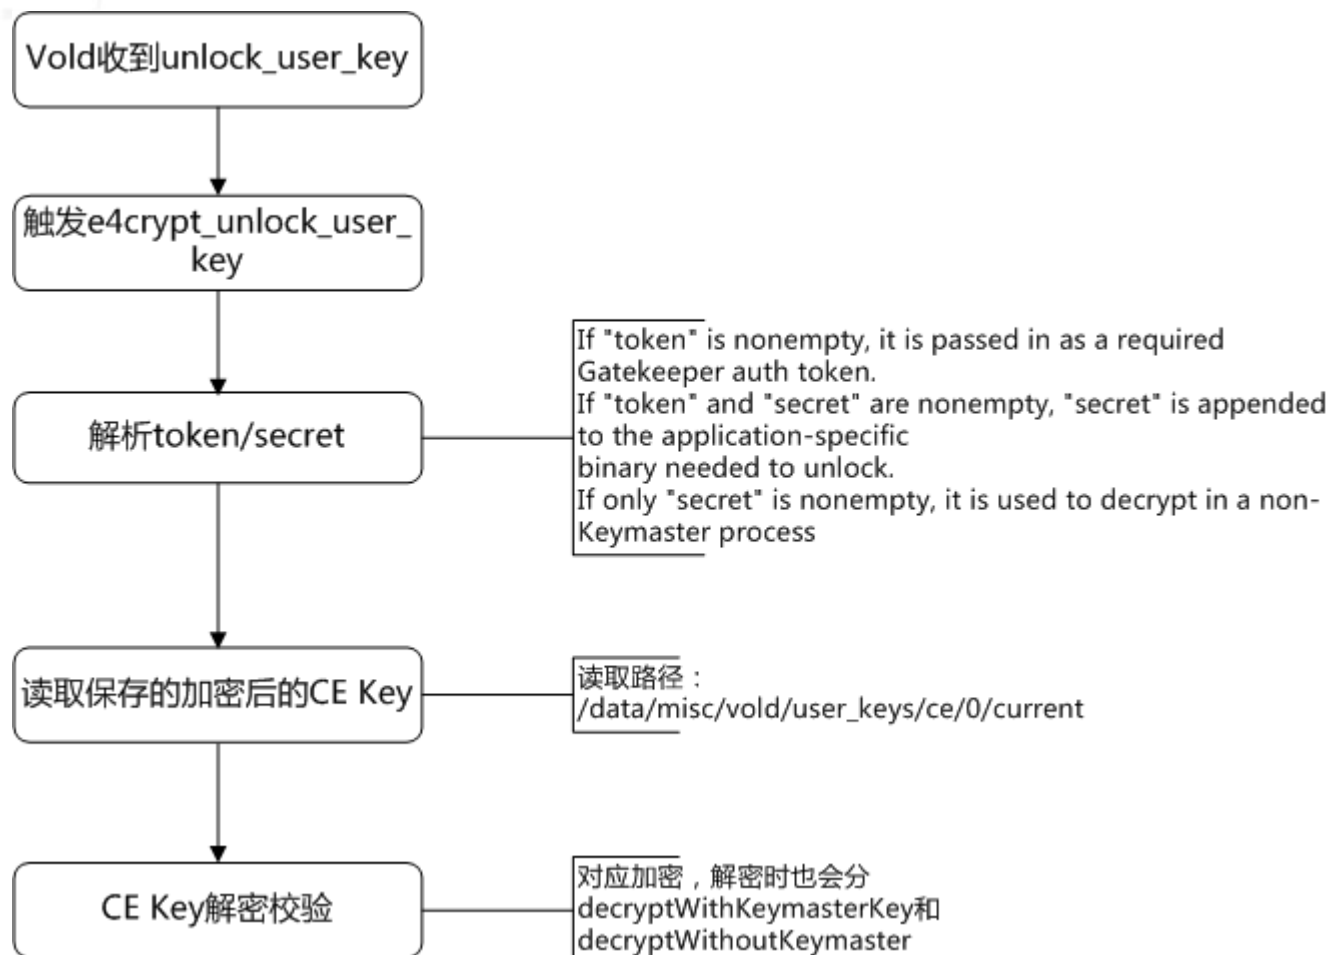 Vold收到unlock_user_key
触发e4crypt_unlock_user_
key
解析token/secret
If "token" is nonempty, it is passed in as a required
Gatekeeper auth token.
If "token" and "secret" are nonempty, "secret" is appended
to the application-specific
binary needed to unlock.
If only "secret" is nonempty, it is used to decrypt in a non-
Keymaster process
读取保存的加密后的CE Key
读取路径：
/data/misc/vold/user_keys/ce/0/current
CE Key解密校验
对应加密，解密时也会分
decryptWithKeymasterKey和
decryptWithoutKeymaster